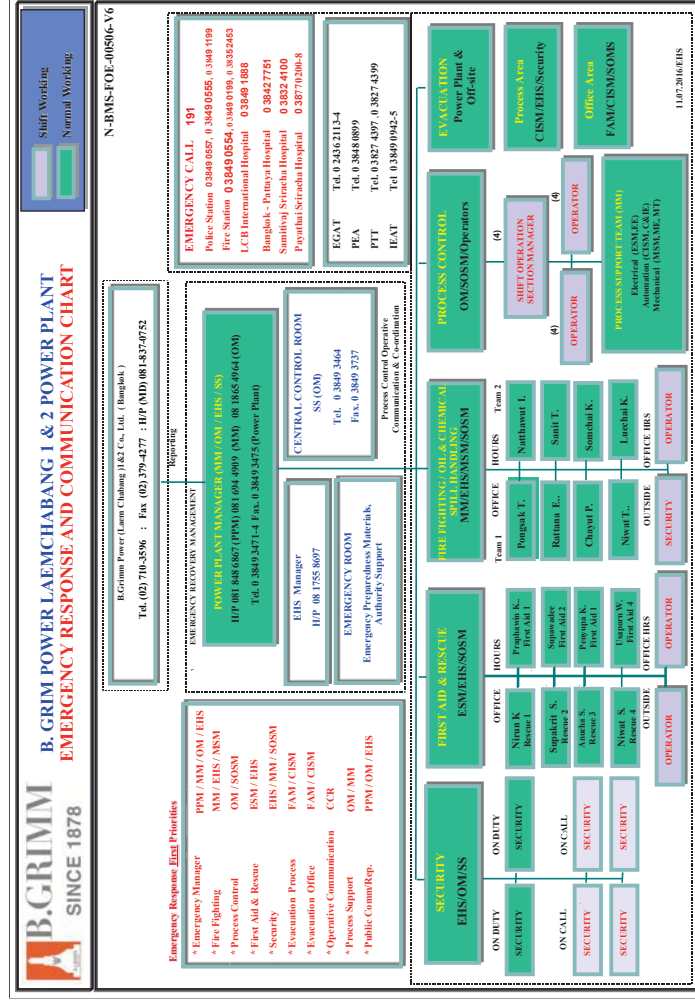 B.GRIMM
SINCE 1878
B. GRIM POWER LAEMCHABANG 1 & 2 POWER PLANT
EMERGENCY RESPONSE AND COMMUNICATION CHART
Shift Working
Normal Working
N-BMS-FOE-00506-V6
B.Grimm Power (Laem Chabang )1&2 Co., Ltd. ( Bangkok )
Tel. (02) 710-3596 : Fax (02) 379-4277 : H/P (MD) 081-837-0752
Reporting
Emergency Response First Priorities
* Emergency Manager PPM / MM / OM / EHS
* Fire Fighting MM / EHS / MSM
* Process Control OM / SOSM
* First Aid & Rescue ESM / EHS
* Security EHS / MM / SOSM
* Evacuation Process FAM / CISM
* Evacuation Office FAM / CISM
* Operative Communication CCR
* Process Support OM / MM
* Public Comm/Rep. PPM / OM / EHS
EMERGENCY RECOVERY MANAGEMENT
POWER PLANT MANAGER (MM / OM / EHS / SS)
H/P 081 848 6867 (PPM) 081 694 4909 (MM) 08 1865 4964 (OM)
Tel. 0 3849 3471-4 Fax. 0 3849 3475 (Power Plant)
EHS Manager
H/P 08 1755 8697
EMERGENCY ROOM
Emergency Preparedness Materials,
Authority Support
CENTRAL CONTROL ROOM
SS (OM)
Tel. 0 3849 3464
Fax. 0 3849 3737
Process Control Operative
Communication & Co-ordination
EMERGENCY CALL 191
Police Station 0 3849 0557, 0 3849 0555, 0 3849 1199
Fire Station 0 3849 0554, 0 3849 0199, 0 38352453
LCB International Hospital 0 3849 1888
Bangkok - Pattaya Hospital 0 38427751
Samitivaj Sriracha Hospital 0 3832 4100
Payathai Sriracha Hospital 0 38770200-8
EGAT Tel. 0 2436 2113-4
PEA Tel. 0 3848 0899
PTT Tel. 0 3827 4397 , 0 3827 4399
IEAT Tel 0 3849 0942-5
SECURITY
EHS/OM/SS
ON DUTY ON DUTY
SECURITY SECURITY
ON CALL ON CALL
SECURITY SECURITY
SECURITY SECURITY
FIRST AID & RESCUE
ESM/EHS/SOSM
OFFICE HOURS
Nirun K
Rescue 1
Praphawin K..
First Aid 1
Supakrit S.
Rescue 2
Supawadee
First Aid 2
Anucha S.
Rescue 3
Penyupa K.
First Aid 1
Niwat S.
Rescue 4
Usaporn W.
First Aid 4
OUTSIDE OFFICE HRS
OPERATOR OPERATOR
FIRE FIGHTING / OIL & CHEMICAL
SPILL HANDLING
MM/EHS/MSM/SOSM
Team 1 OFFICE HOURS Team 2
Pongsak T. Natthawut I.
Rattana E.. Sanit T.
Chayut P. Somchai K.
Niwat T.. Luechai K.
OUTSIDE OFFICE HRS
SECURITY OPERATOR
PROCESS CONTROL
OM/SOSM/Operators
(4)
SHIFT OPERATION
SECTION MANAGER
(4) (4)
OPERATOR OPERATOR
PROCESS SUPPORT TEAM (MM)
Electrical (ESM,EE)
Automation (CISM, C&IE)
Mechanical (MSM,ME, MT)
EVACUATION
Power Plant &
Off-site
Process Area
CISM/EHS/Security
Office Area
FAM/CISM/SOMS
11.07.2016/EHS